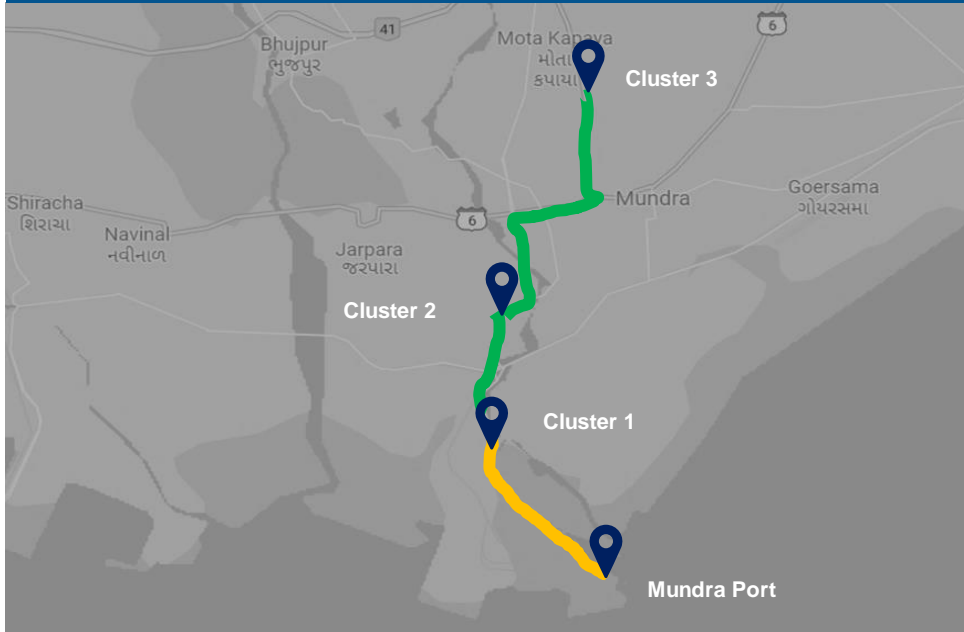 41
6
Bhujpur
ભુજપુર
Mota Kapaya
મોટા
કપાયા
Cluster 3
Shiracha
શિરાચા
Navinal
નવીનાળ
6
Mundra
Goersama
ગોયરસમા
Jarpara
જરપારા
Cluster 2
Cluster 1
Mundra Port